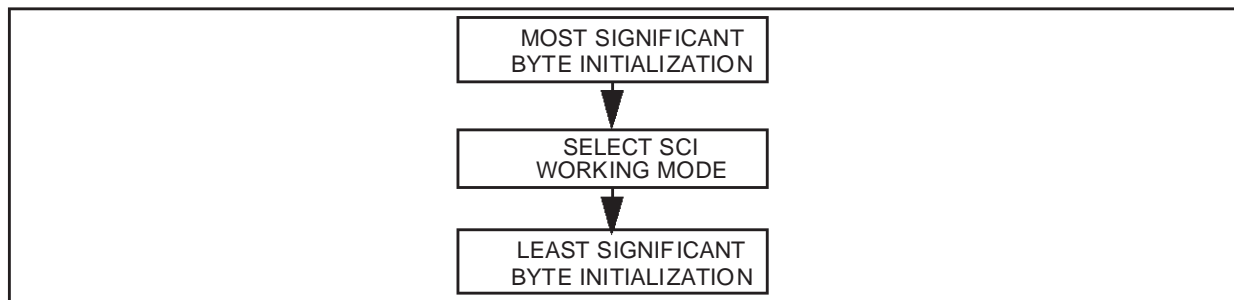 MOST SIGNIFICANT
BYTE INITIALIZATION
SELECT SCI
WORKING MODE
LEAST SIGNIFICANT
BYTE INITIALIZATION